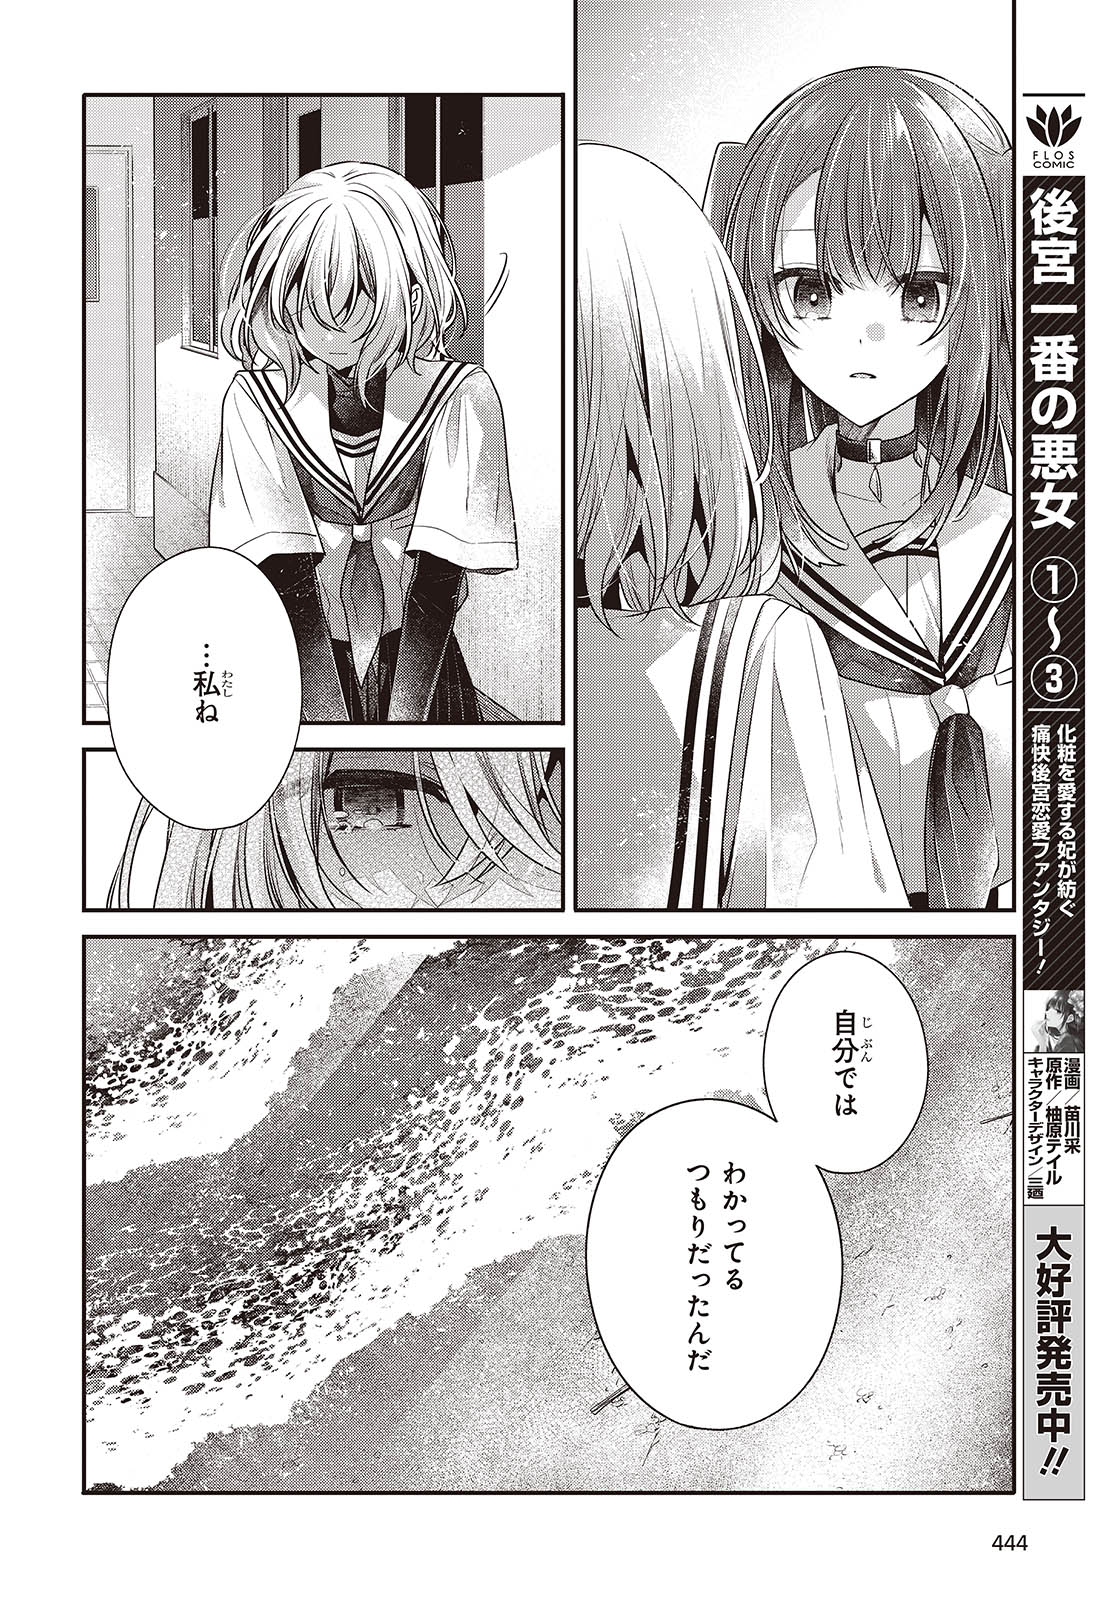 FLOS
COMIC
後宮一番の悪女 ①～③
化粧を愛する妃が紡ぐ
痛快後宮恋愛ファンタジー！
漫画／苗川采
原作／柚原テイル
キャラクターデザイン／三廼
大好評発売中!!
…私ね
わたし
自分では
じぶん
わかってる
つもりだったんだ
444